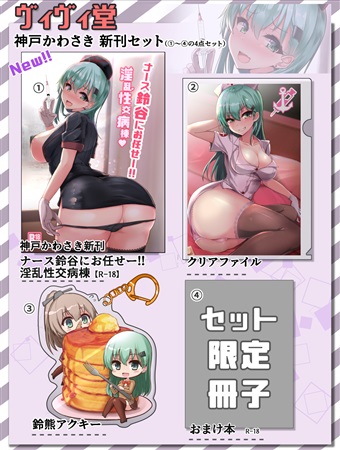 ヴィヴィ堂
神戸かわさき 新刊セット(①〜④の4点セット)
New!!
①
ナース鈴谷にお任せー!!
淫乱性交病棟♥
神戸かわさき新刊
ナース鈴谷にお任せー!!
淫乱性交病棟【R-18】
②
クリアファイル
③
鈴熊アクキー
④
セット
限定
冊子
おまけ本 R-18